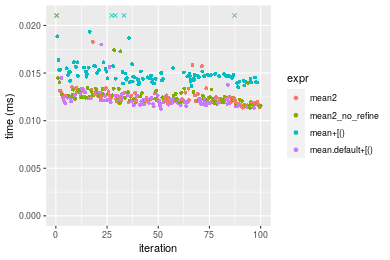 0.020
0.015
0.010
0.005
0.000
time (ms)
0
25
50
75
100
iteration
expr
mean2
mean2_no_refine
mean+[()
mean.default+[()